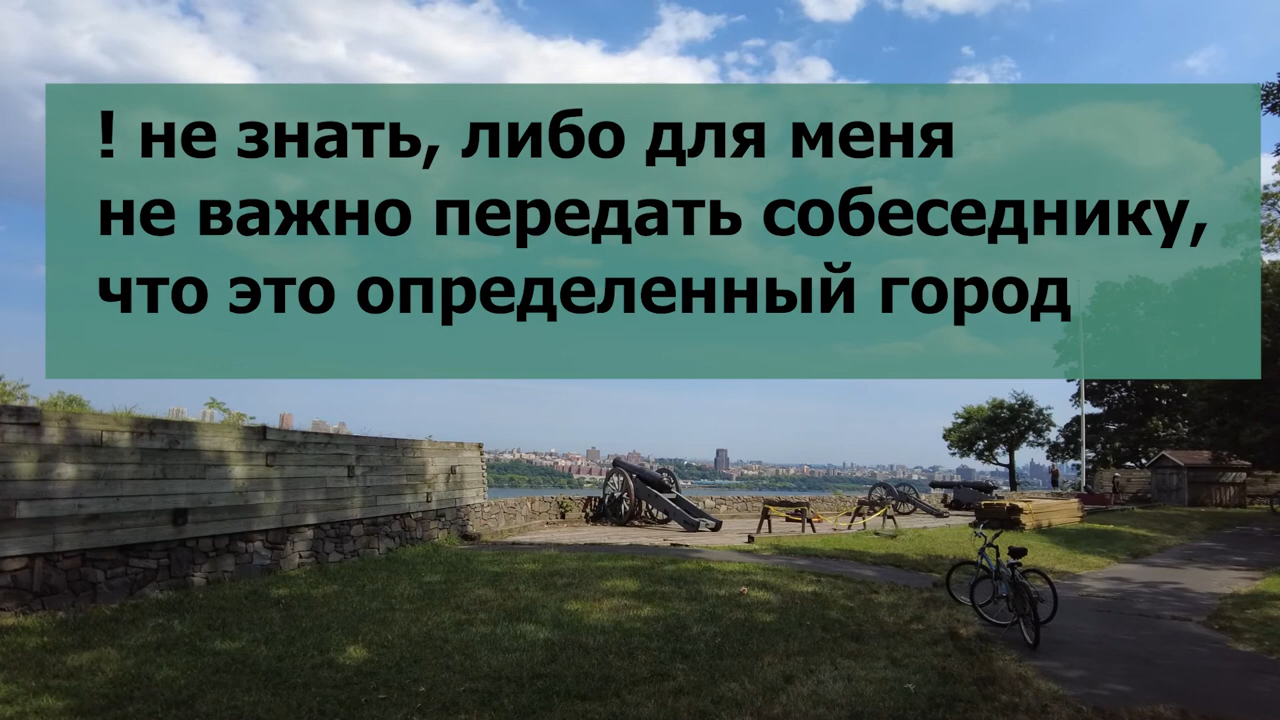 ! не знать, либо для меня
не важно передать собеседнику,
что это определенный город